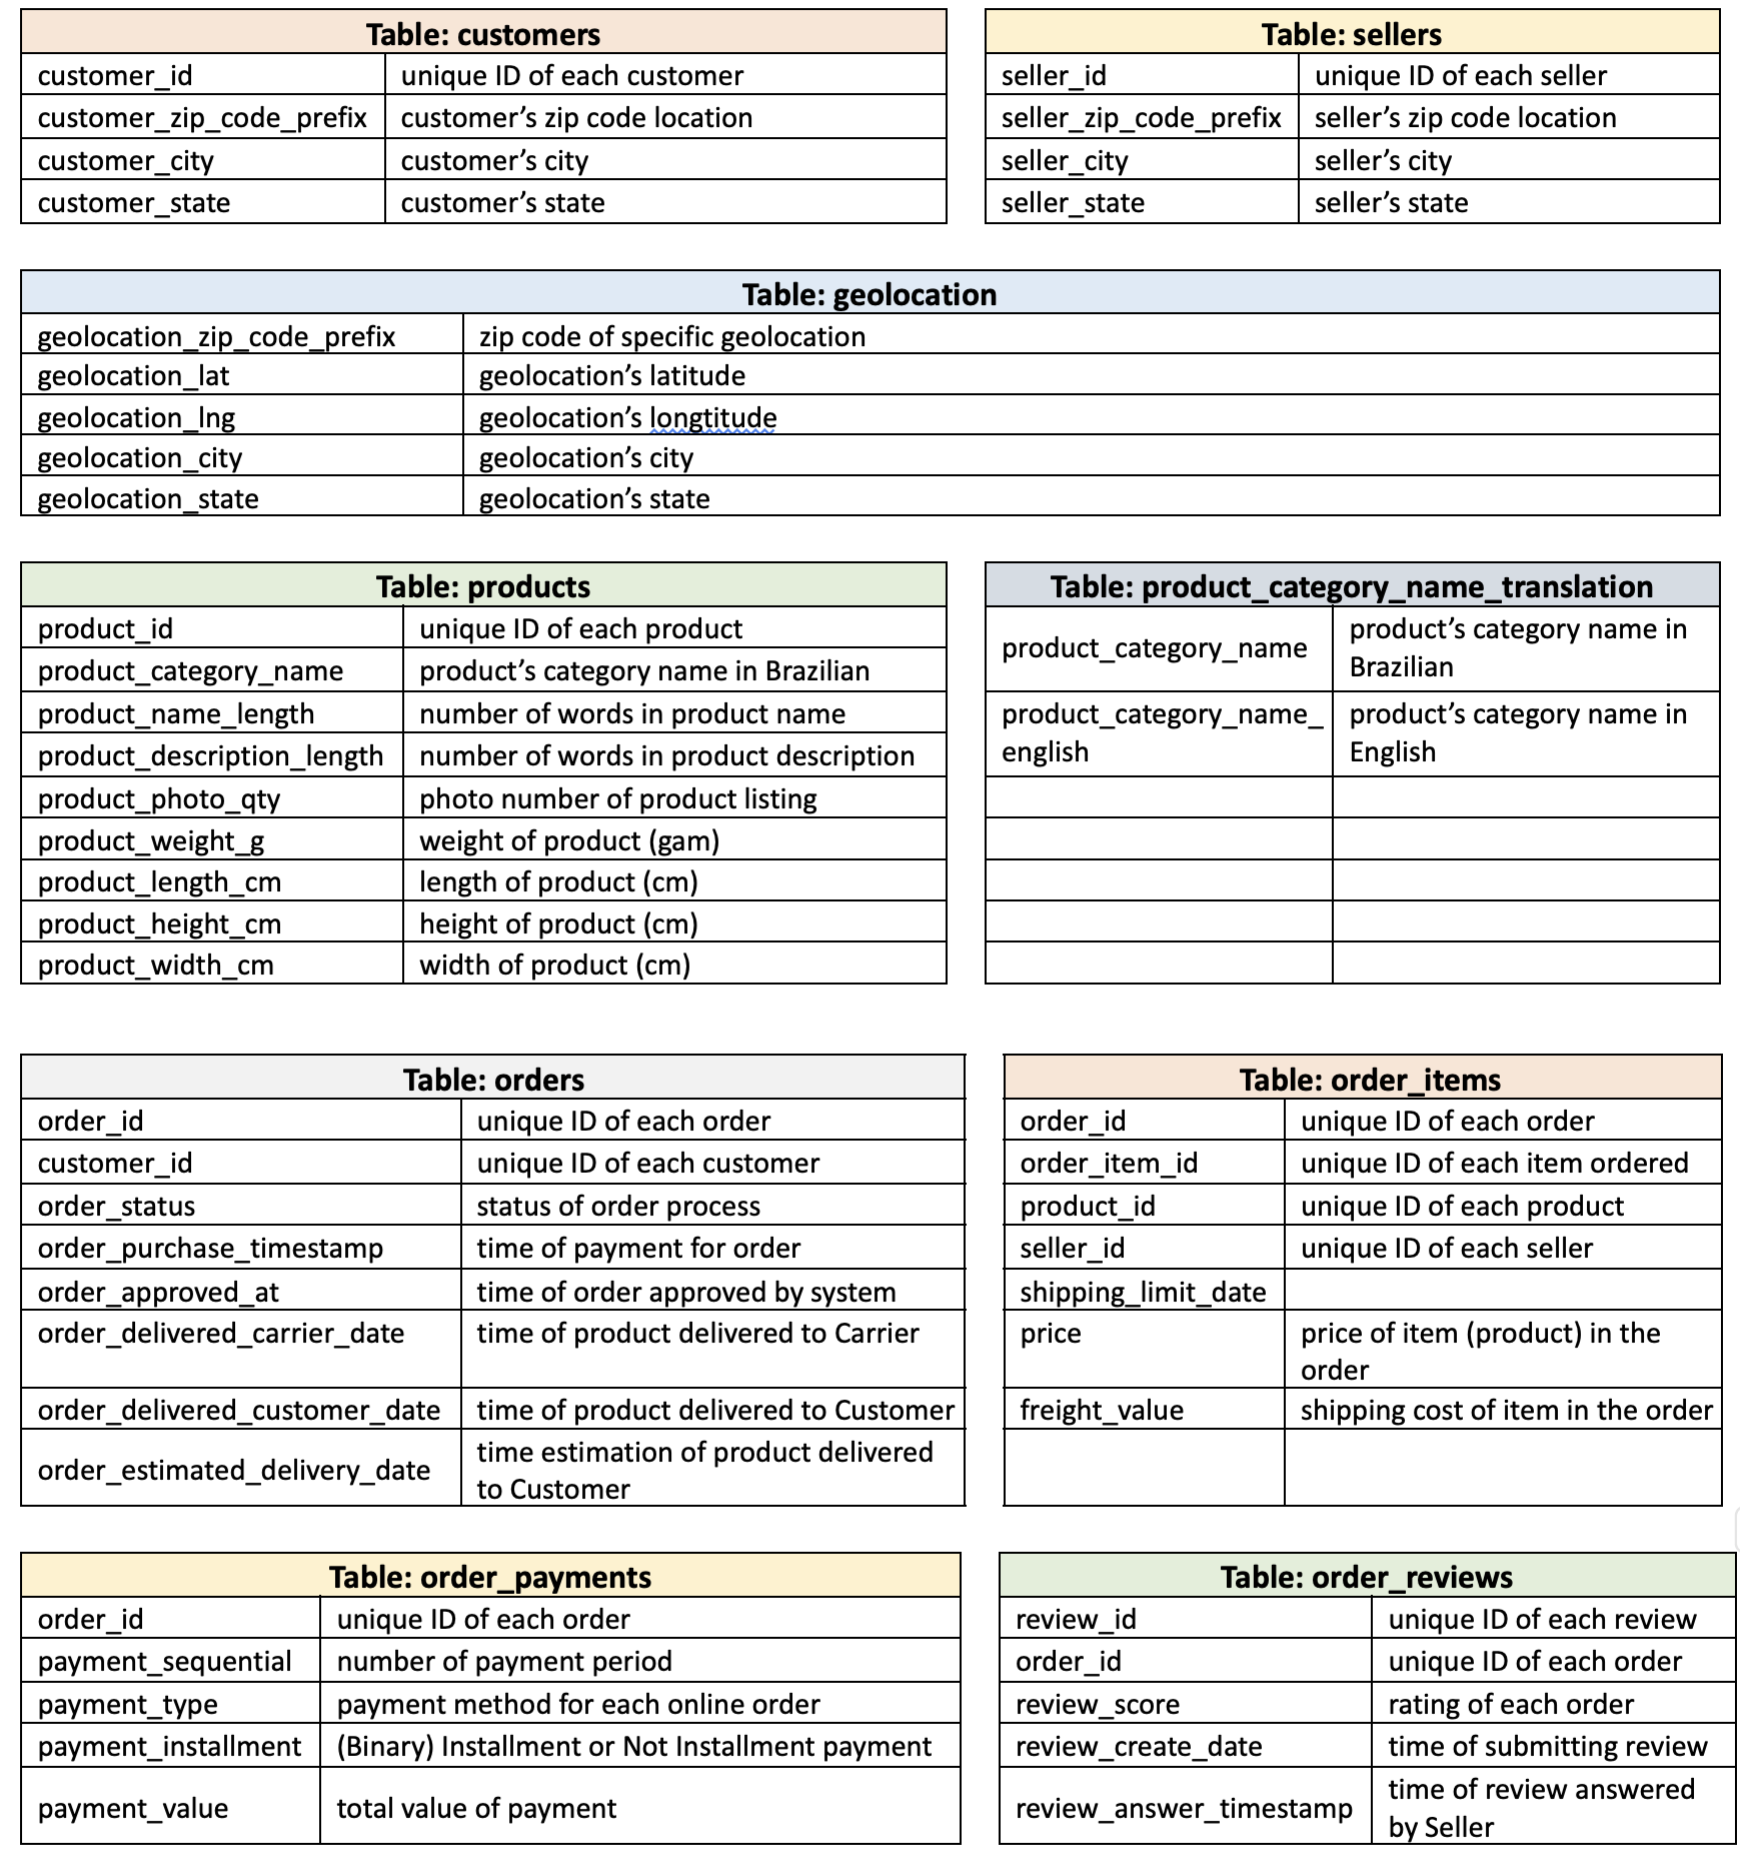 Table: customers
customer_id unique ID of each customer
customer_zip_code_prefix customer’s zip code location
customer_city customer’s city
customer_state customer’s state
Table: sellers
seller_id unique ID of each seller
seller_zip_code_prefix seller’s zip code location
seller_city seller’s city
seller_state seller’s state
Table: geolocation
geolocation_zip_code_prefix zip code of specific geolocation
geolocation_lat geolocation’s latitude
geolocation_lng geolocation’s longtitude
geolocation_city geolocation’s city
geolocation_state geolocation’s state
Table: products
product_id unique ID of each product
product_category_name product’s category name in Brazilian
product_name_length number of words in product name
product_description_length number of words in product description
product_photo_qty photo number of product listing
product_weight_g weight of product (gam)
product_length_cm length of product (cm)
product_height_cm height of product (cm)
product_width_cm width of product (cm)
Table: product_category_name_translation
product_category_name
product’s category name in
Brazilian
product_category_name_
english
product’s category name in
English
Table: orders
order_id unique ID of each order
customer_id unique ID of each customer
order_status status of order process
order_purchase_timestamp time of payment for order
order_approved_at time of order approved by system
order_delivered_carrier_date time of product delivered to Carrier
order_delivered_customer_date time of product delivered to Customer
order_estimated_delivery_date
time estimation of product delivered
to Customer
Table: order_items
order_id unique ID of each order
order_item_id unique ID of each item ordered
product_id unique ID of each product
seller_id unique ID of each seller
shipping_limit_date
price price of item (product) in the
order
freight_value shipping cost of item in the order
Table: order_payments
order_id unique ID of each order
payment_sequential number of payment period
payment_type payment method for each online order
payment_installment (Binary) Installment or Not Installment payment
payment_value total value of payment
Table: order_reviews
review_id unique ID of each review
order_id unique ID of each order
review_score rating of each order
review_create_date time of submitting review
review_answer_timestamp
time of review answered
by Seller